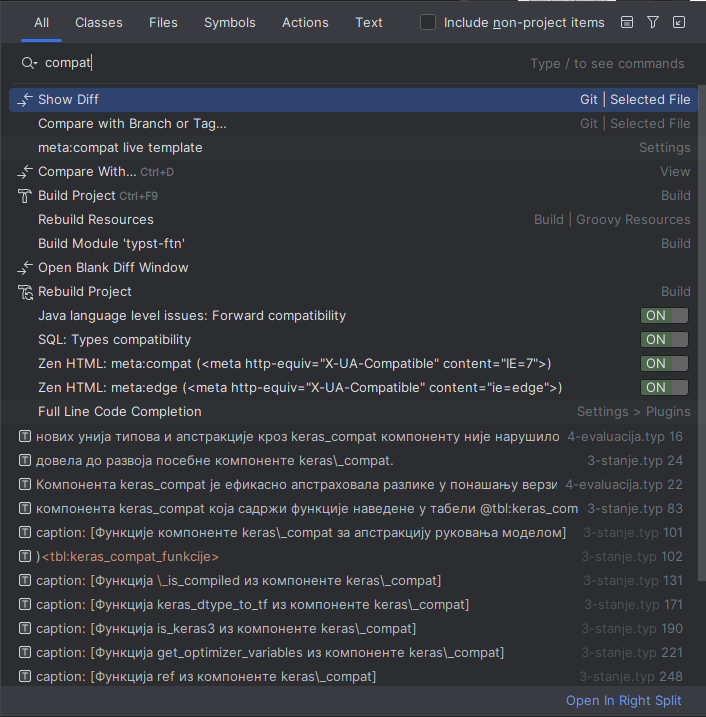 All Classes Files Symbols Actions Text Include non-project items
compat Type / to see commands
Show Diff Git | Selected File
Compare with Branch or Tag... Git | Selected File
meta:compat live template Settings
Compare With... Ctrl+D View
Build Project Ctrl+F9 Build
Rebuild Resources Build | Groovy Resources
Build Module 'typst-ftn' Build
Open Blank Diff Window
Rebuild Project Build
Java language level issues: Forward compatibility ON
SQL: Types compatibility ON
Zen HTML: meta:compat (<meta http-equiv="X-UA-Compatible" content="IE=7">) ON
Zen HTML: meta:edge (<meta http-equiv="X-UA-Compatible" content="ie=edge">) ON
Full Line Code Completion Settings > Plugins
нових унија типова и апстракције кроз keras_compat компоненту није нарушило 4-evaluacija.typ 16
довела до развоја посебне компоненте keras\_compat. 3-stanje.typ 24
Компонента keras_compat је ефикасно апстраховала разлике у понашању верзи 4-evaluacija.typ 22
компонента keras_compat која садржи функције наведене у табели @tbl:keras_com 3-stanje.typ 83
caption: [Функције компоненте keras\_compat за апстракцију руковања моделом] 3-stanje.typ 101
)<tbl:keras_compat_funkcije> 3-stanje.typ 102
caption: [Функција \_is_compiled из компоненте keras\_compat] 3-stanje.typ 131
caption: [Функција keras_dtype_to_tf из компоненте keras\_compat] 3-stanje.typ 171
caption: [Функција is_keras3 из компоненте keras\_compat] 3-stanje.typ 190
caption: [Функција get_optimizer_variables из компоненте keras\_compat] 3-stanje.typ 221
caption: [Функција ref из компоненте keras\_compat] 3-stanje.typ 248
Open In Right Split